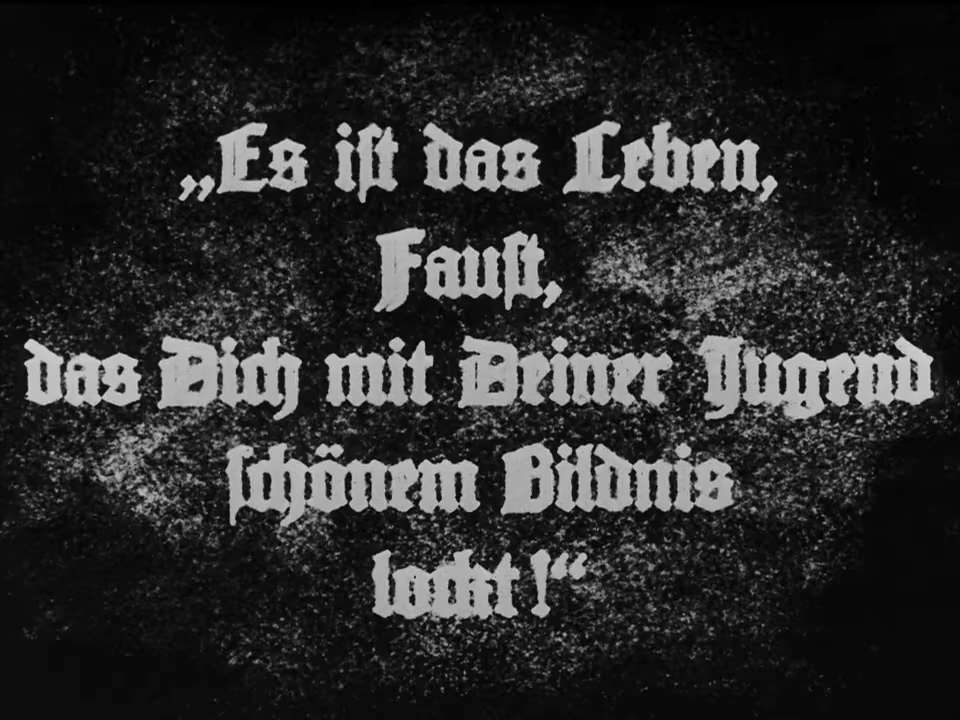 „Es iſt das Leben,
Fauſt,
das Dich mit Deiner Jugend
ſchönem Bildnis
lockt!“